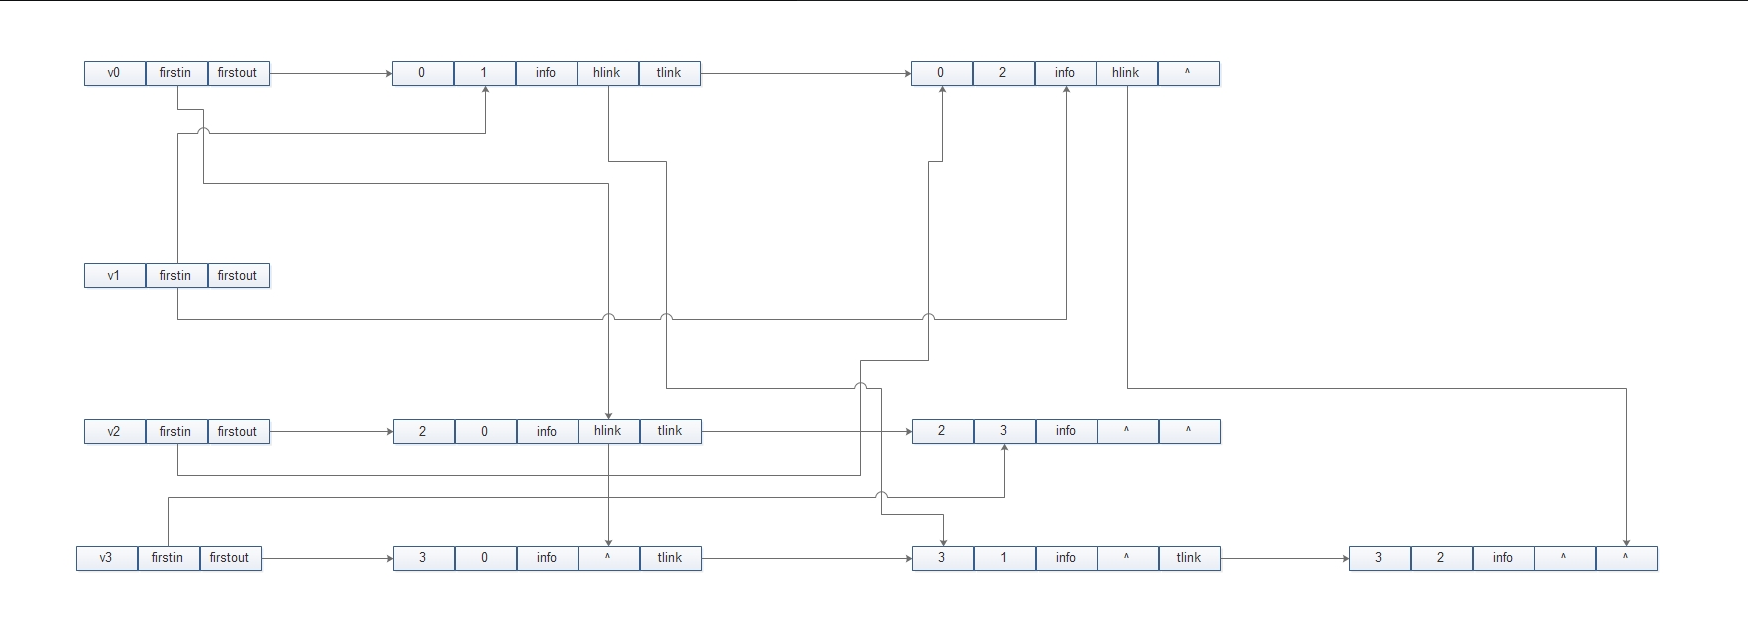 v0 firstin firstout 0 1 info hlink tlink 0 2 info hlink ^
v1 firstin firstout
v2 firstin firstout 2 0 info hlink tlink 2 3 info ^ ^
v3 firstin firstout 3 0 info ^ tlink 3 1 info ^ tlink 3 2 info ^ ^